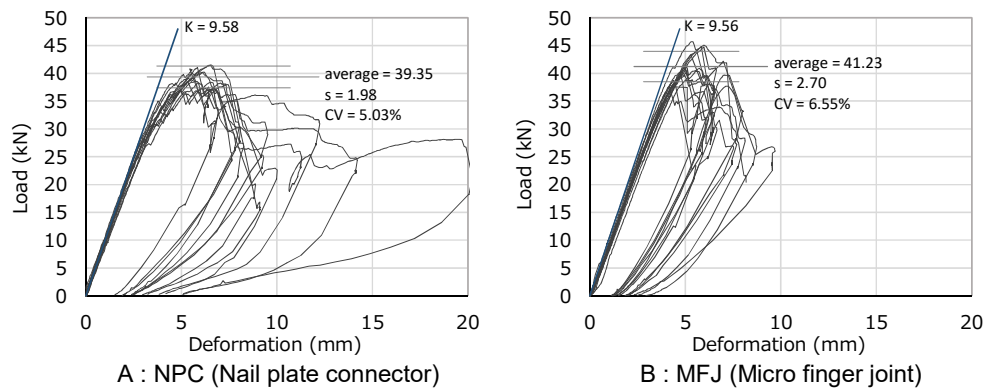 50
45
40
35
30
25
20
15
10
5
0
Load (kN)
K = 9.58
average = 39.35
s = 1.98
CV = 5.03%
0 5 10 15 20
Deformation (mm)
A : NPC (Nail plate connector)
50
45
40
35
30
25
20
15
10
5
0
Load (kN)
K = 9.56
average = 41.23
s = 2.70
CV = 6.55%
0 5 10 15 20
Deformation (mm)
B : MFJ (Micro finger joint)